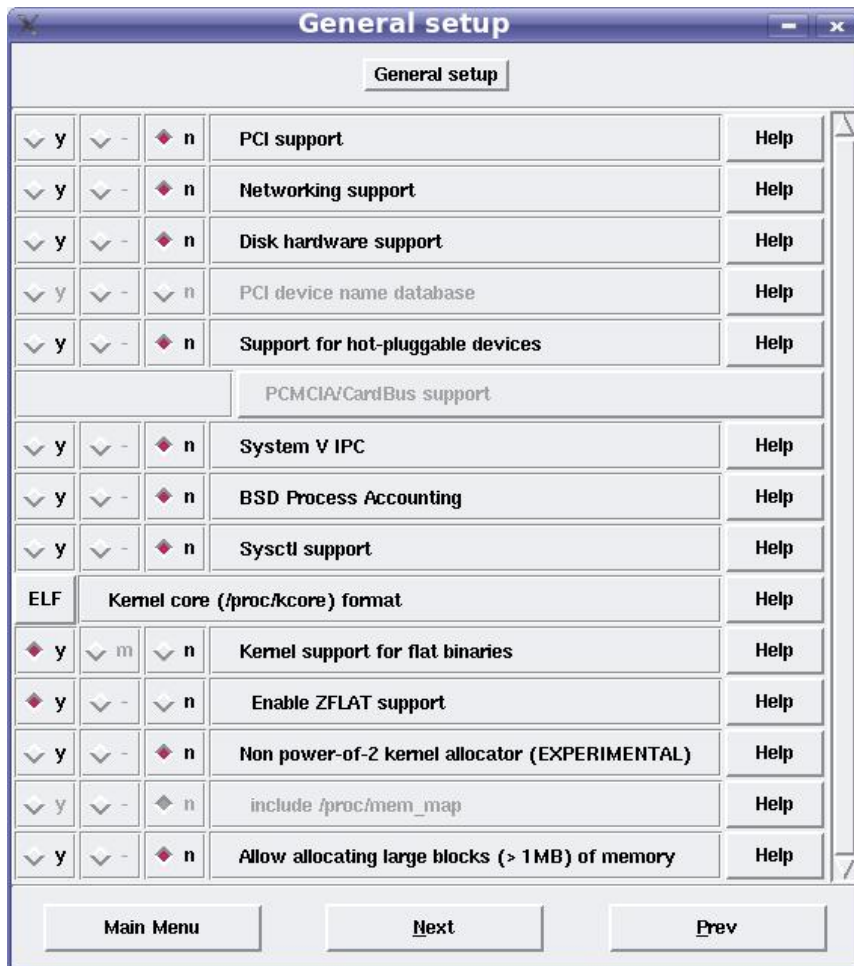 General setup
General setup
y - n PCI support Help
y - n Networking support Help
y - n Disk hardware support Help
y - n PCI device name database Help
y - n Support for hot-pluggable devices Help
PCMCIA/CardBus support
y - n System V IPC Help
y - n BSD Process Accounting Help
y - n Sysctl support Help
ELF Kernel core (/proc/kcore) format Help
y m n Kernel support for flat binaries Help
y - n Enable ZFLAT support Help
y - n Non power-of-2 kernel allocator (EXPERIMENTAL) Help
y - n include /proc/mem_map Help
y - n Allow allocating large blocks (> 1MB) of memory Help
Main Menu Next Prev